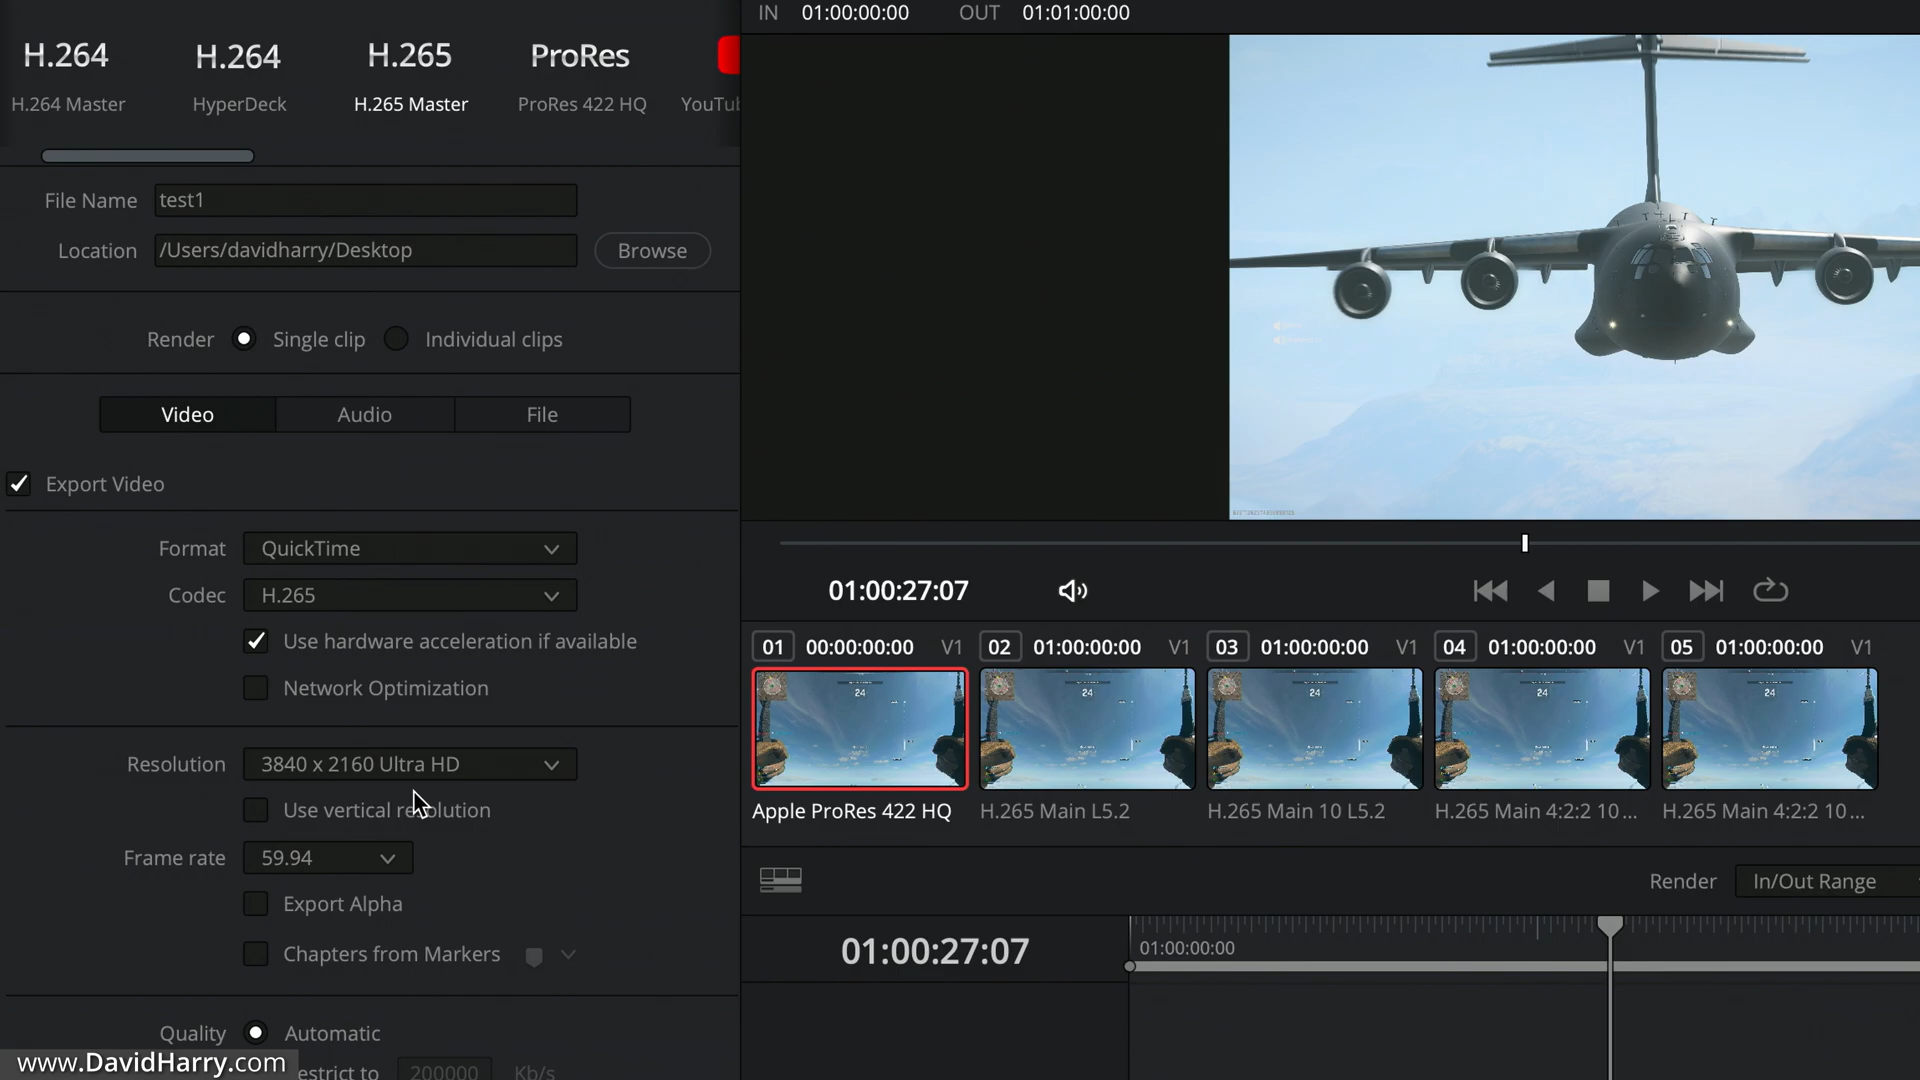 IN 01:00:00:00 OUT 01:01:00:00
H.264 H.264 H.265 ProRes
H.264 Master HyperDeck H.265 Master ProRes 422 HQ YouTub
File Name test1
Location /Users/davidharry/Desktop Browse
Render Single clip Individual clips
Video Audio File
Export Video
Format QuickTime
Codec H.265
Use hardware acceleration if available
Network Optimization
Resolution 3840 x 2160 Ultra HD
Use vertical resolution
Frame rate 59.94
Export Alpha
Chapters from Markers
Quality Automatic
estrict to 200000 Kb/s
www.DavidHarry.com
01:00:27:07
01 00:00:00:00 V1 02 01:00:00:00 V1 03 01:00:00:00 V1 04 01:00:00:00 V1 05 01:00:00:00 V1
24 24 24 24 24
Apple ProRes 422 HQ H.265 Main L5.2 H.265 Main 10 L5.2 H.265 Main 4:2:2 10... H.265 Main 4:2:2 10...
Render In/Out Range
01:00:27:07 01:00:00:00